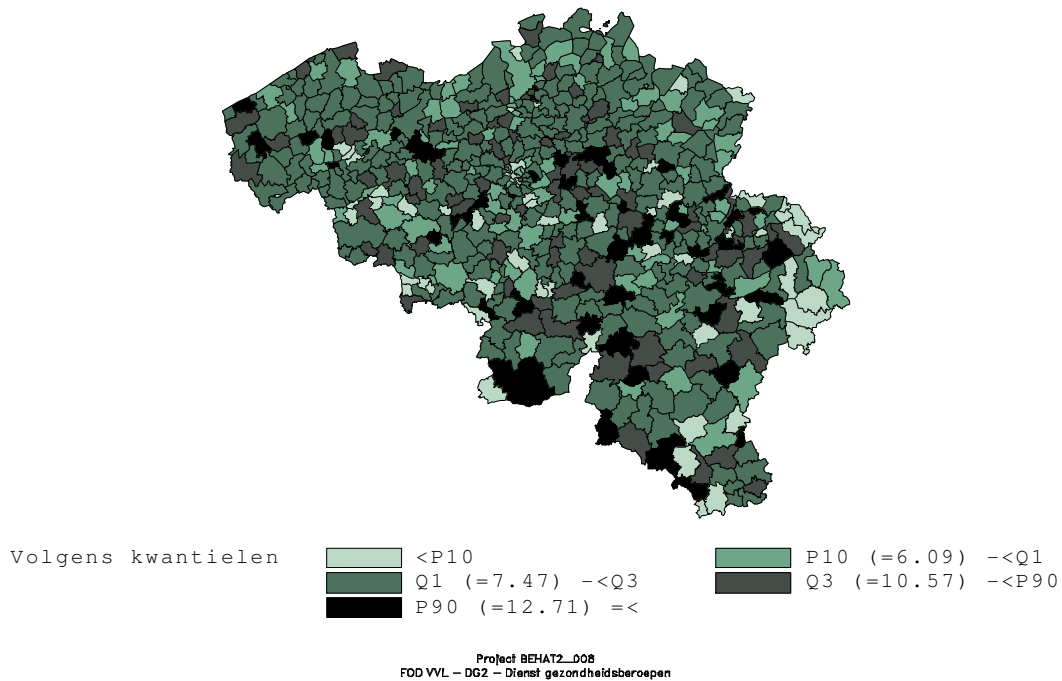 Volgens kwantielen
<P10
P10 (=6.09) -<Q1
Q1 (=7.47) -<Q3
Q3 (=10.57) -<P90
P90 (=12.71) =<
Project BEHAT2_008
FOD VVL - DG2 - Dienst gezondheidsberoepen